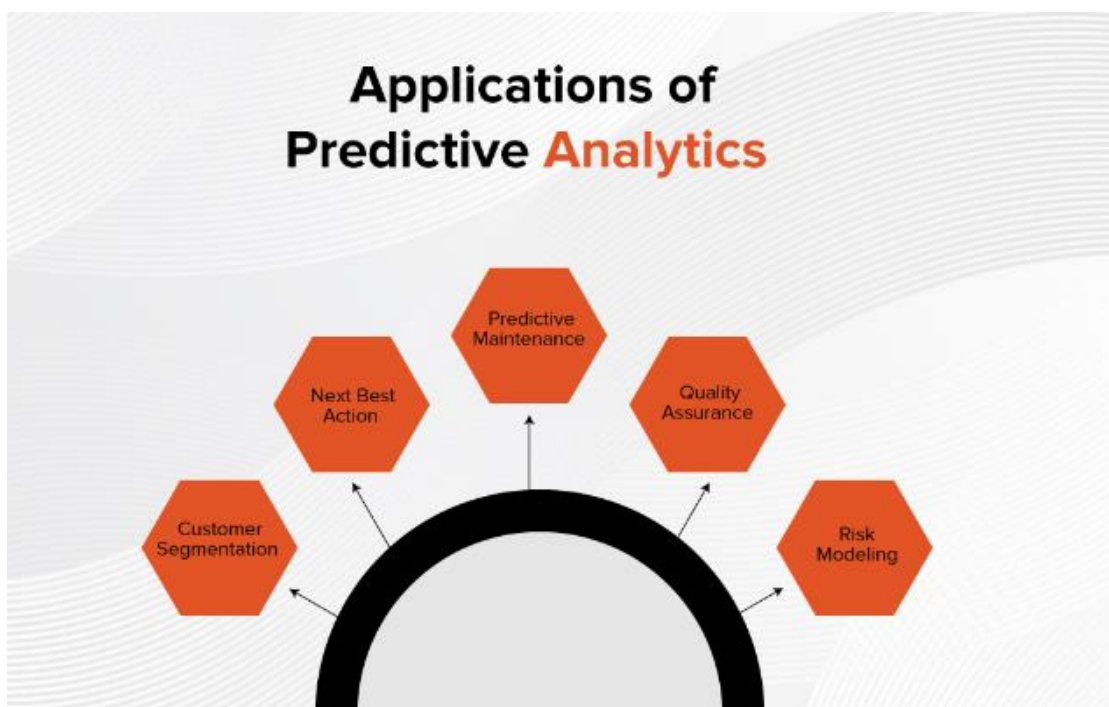 Applications of
Predictive Analytics
Predictive
Maintenance
Next Best
Action
Quality
Assurance
Customer
Segmentation
Risk
Modeling